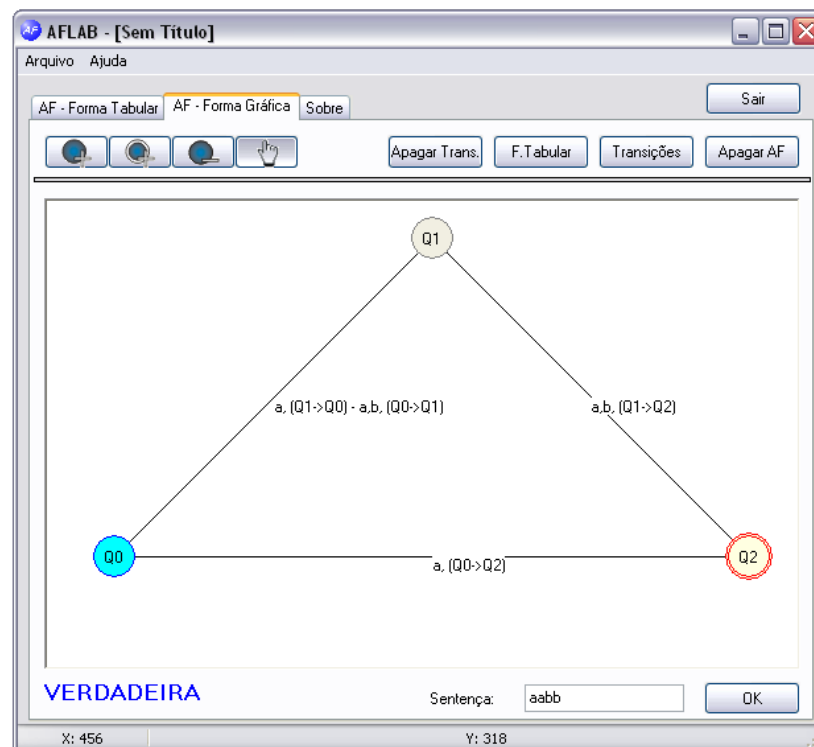 AF AFLAB - [Sem Título]
Arquivo Ajuda
AF - Forma Tabular AF - Forma Gráfica Sobre Sair
Apagar Trans. F.Tabular Transições Apagar AF
Q1
a, (Q1->Q0) - a,b, (Q0->Q1) a,b, (Q1->Q2)
Q0 a, (Q0->Q2) Q2
VERDADEIRA Sentença: aabb OK
X: 456 Y: 318